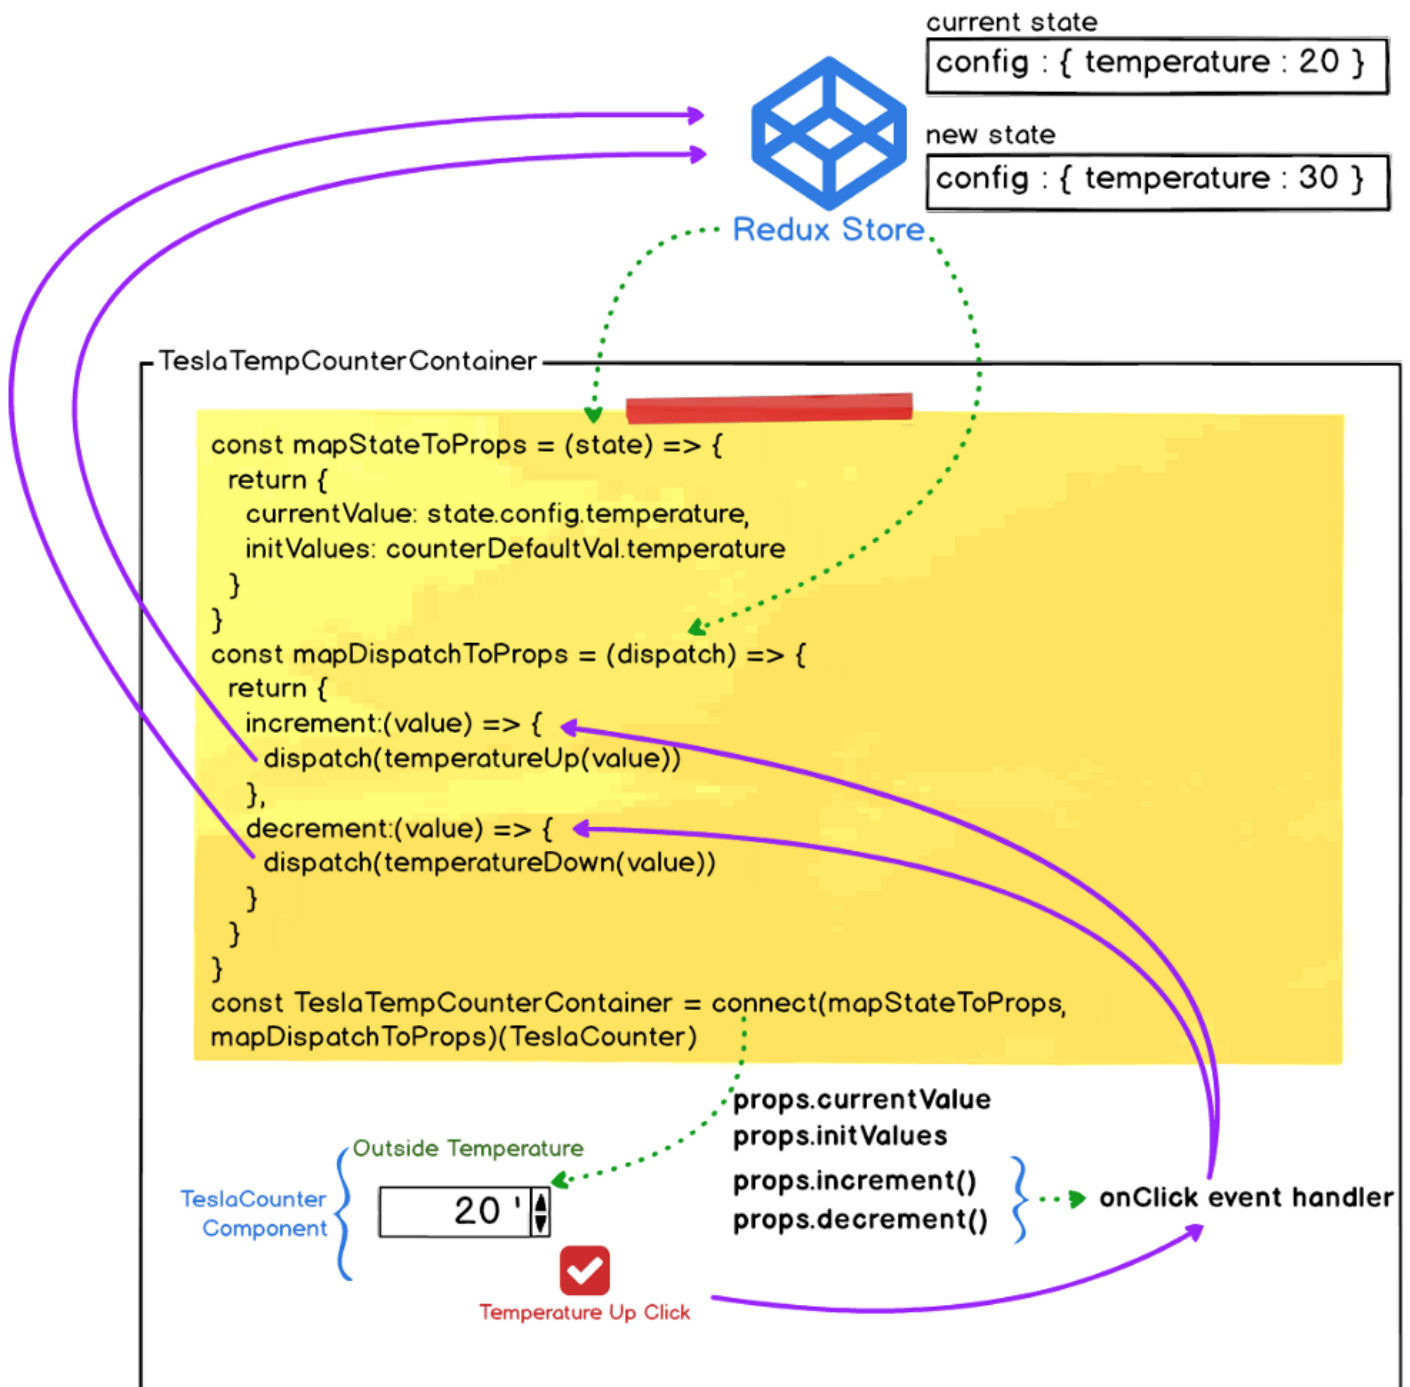 current state
config : { temperature : 20 }
new state
config : { temperature : 30 }
Redux Store
TeslaTempCounterContainer
const mapStateToProps = (state) => {
return {
currentValue: state.config.temperature,
initValues: counterDefaultVal.temperature
}
}
const mapDispatchToProps = (dispatch) => {
return {
increment:(value) => {
dispatch(temperatureUp(value))
},
decrement:(value) => {
dispatch(temperatureDown(value))
}
}
}
const TeslaTempCounterContainer = connect(mapStateToProps,
mapDispatchToProps)(TeslaCounter)
props.currentValue
props.initValues
props.increment()
props.decrement()
onClick event handler
Outside Temperature
TeslaCounter
Component
20 '
Temperature Up Click